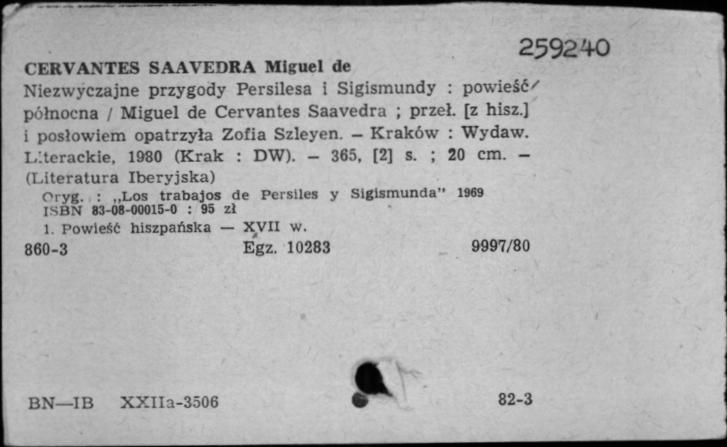 259240
CERVANTES SAAVEDRA Miguel de
Niezwyczajne przygody Persilesa i Sigismundy : powieść
północna / Miguel de Cervantes Saavedra ; przeł. [z hisz.]
i posłowiem opatrzyła Zofia Szleyen. — Kraków : Wydaw.
Literackie, 1980 (Krak : DW). — 365, [2] s. ; 20 cm. —
(Literatura Iberyjska)
Oryg. : „Los trabajos de Persiles y Sigismunda” 1969
ISBN 83-08-00015-0 : 95 zł
1. Powieść hiszpańska — XVII w.
860-3 Egz. 10283 9997/80
BN—IB XXIIa-3506 82-3